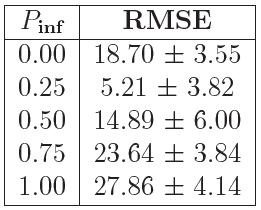 P_inf RMSE
0.00 18.70 ± 3.55
0.25 5.21 ± 3.82
0.50 14.89 ± 6.00
0.75 23.64 ± 3.84
1.00 27.86 ± 4.14